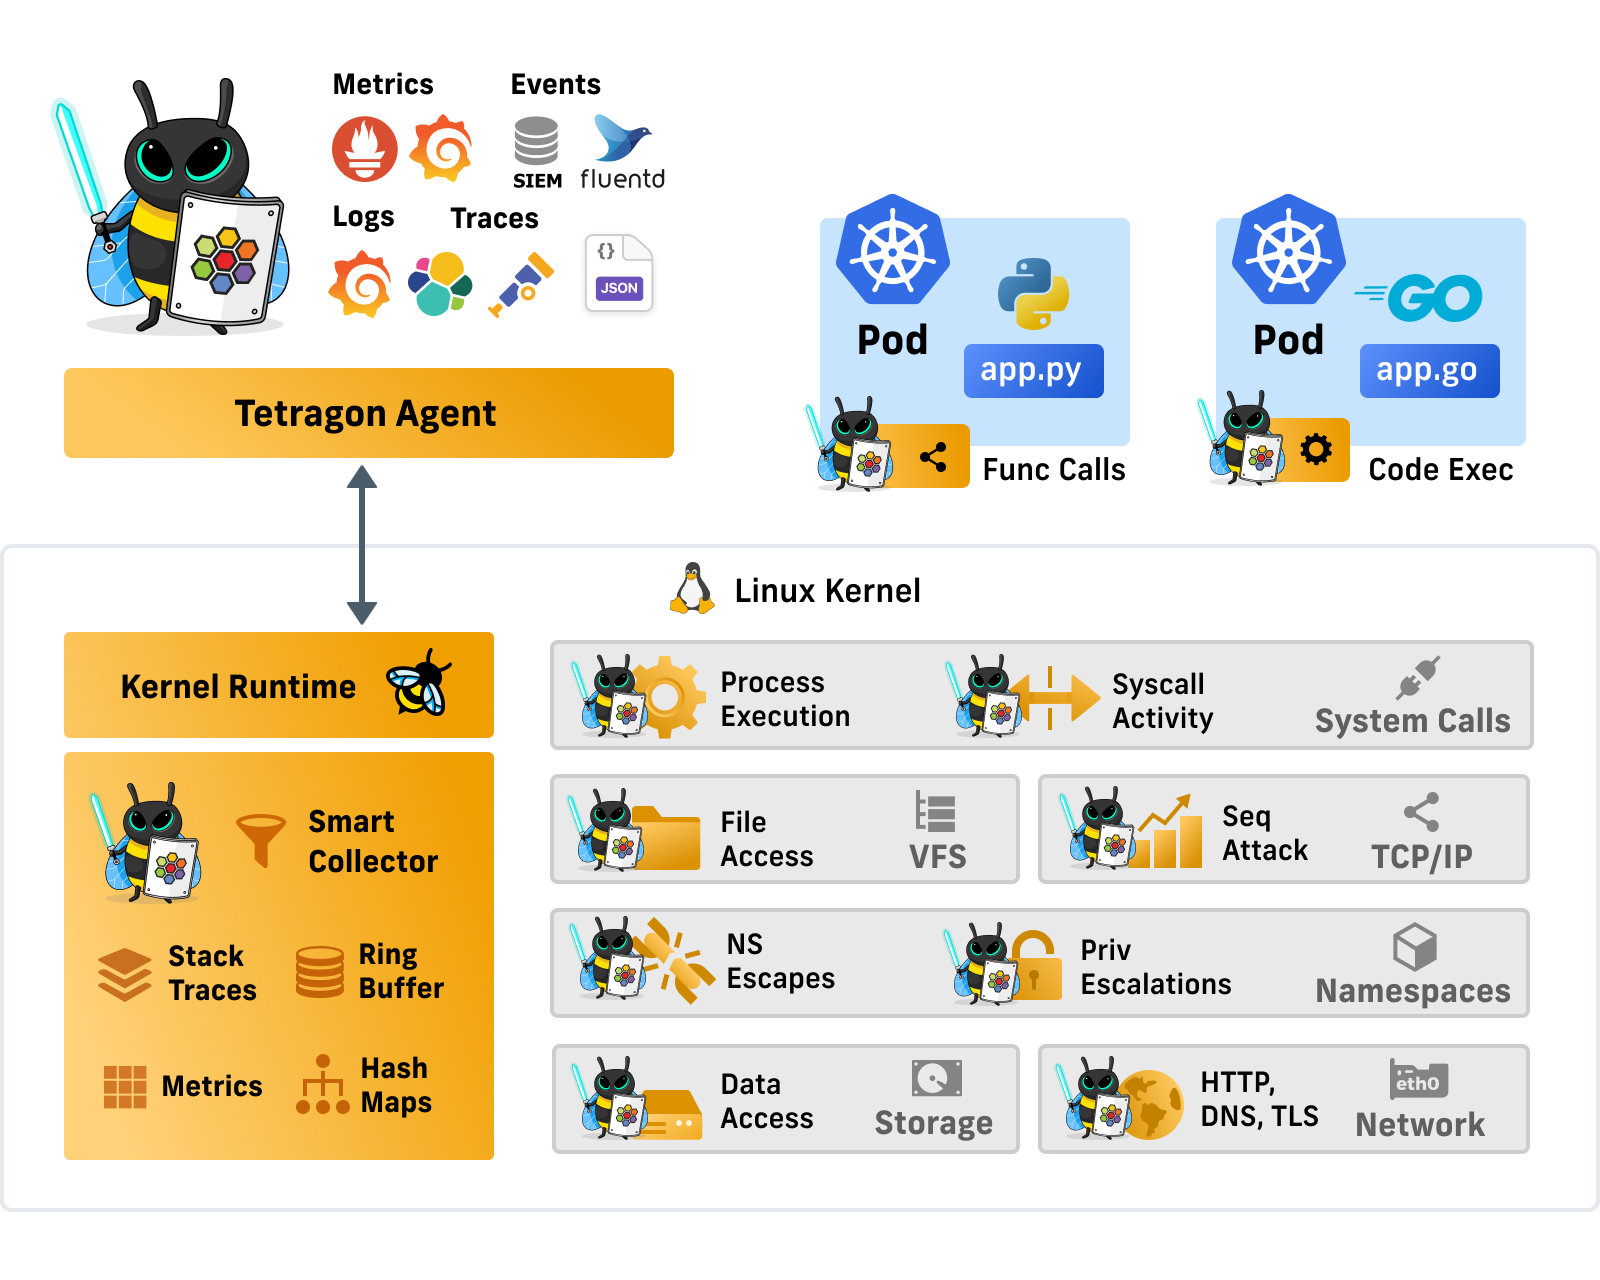 Metrics
Events
SIEM
fluentd
Logs
Traces
{}
JSON
Tetragon Agent
Pod
app.py
Func Calls
Pod
GO
app.go
Code Exec
Linux Kernel
Kernel Runtime
Smart
Collector
Stack
Traces
Ring
Buffer
Metrics
Hash
Maps
Process
Execution
Syscall
Activity
System Calls
File
Access
VFS
Seq
Attack
TCP/IP
NS
Escapes
Priv
Escalations
Namespaces
Data
Access
Storage
HTTP,
DNS, TLS
eth0
Network